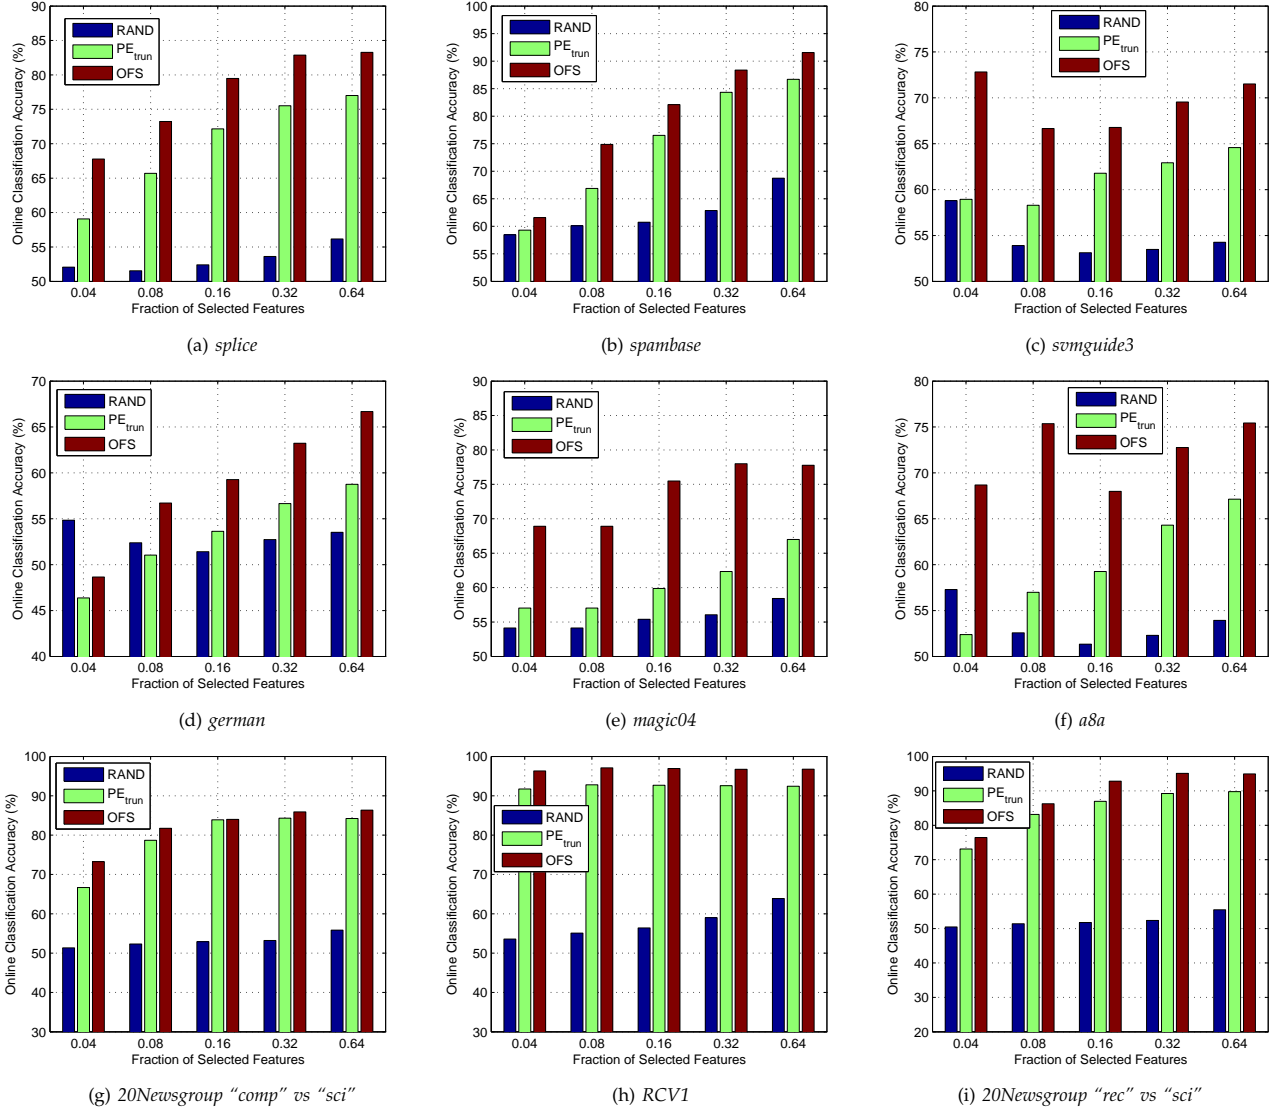 Online Classification Accuracy (%)
90
85
80
75
70
65
60
55
50
RAND
PEtrun
OFS
0.04 0.08 0.16 0.32 0.64
Fraction of Selected Features
(a) splice
Online Classification Accuracy (%)
100
95
90
85
80
75
70
65
60
55
50
RAND
PEtrun
OFS
0.04 0.08 0.16 0.32 0.64
Fraction of Selected Features
(b) spambase
Online Classification Accuracy (%)
80
75
70
65
60
55
50
RAND
PEtrun
OFS
0.04 0.08 0.16 0.32 0.64
Fraction of Selected Features
(c) svmguide3
Online Classification Accuracy (%)
70
65
60
55
50
45
40
RAND
PEtrun
OFS
0.04 0.08 0.16 0.32 0.64
Fraction of Selected Features
(d) german
Online Classification Accuracy (%)
90
85
80
75
70
65
60
55
50
RAND
PEtrun
OFS
0.04 0.08 0.16 0.32 0.64
Fraction of Selected Features
(e) magic04
Online Classification Accuracy (%)
80
75
70
65
60
55
50
RAND
PEtrun
OFS
0.04 0.08 0.16 0.32 0.64
Fraction of Selected Features
(f) a8a
Online Classification Accuracy (%)
100
90
80
70
60
50
40
30
RAND
PEtrun
OFS
0.04 0.08 0.16 0.32 0.64
Fraction of Selected Features
(g) 20Newsgroup “comp” vs “sci”
Online Classification Accuracy (%)
100
90
80
70
60
50
40
30
RAND
PEtrun
OFS
0.04 0.08 0.16 0.32 0.64
Fraction of Selected Features
(h) RCV1
Online Classification Accuracy (%)
100
90
80
70
60
50
40
30
20
RAND
PEtrun
OFS
0.04 0.08 0.16 0.32 0.64
Fraction of Selected Features
(i) 20Newsgroup “rec” vs “sci”